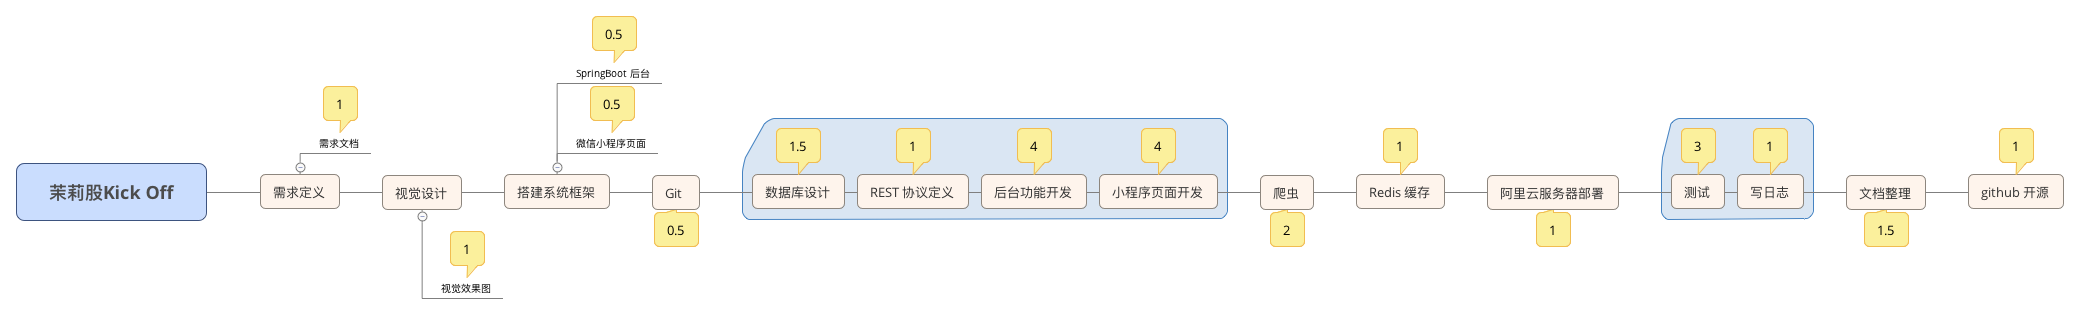 茉莉股Kick Off
1
需求文档
需求定义
视觉设计
1
视觉效果图
0.5
SpringBoot 后台
0.5
微信小程序页面
搭建系统框架
Git
0.5
1.5
数据库设计
1
REST 协议定义
4
后台功能开发
4
小程序页面开发
爬虫
2
1
Redis 缓存
阿里云服务器部署
1
3
测试
1
写日志
文档整理
1.5
1
github 开源